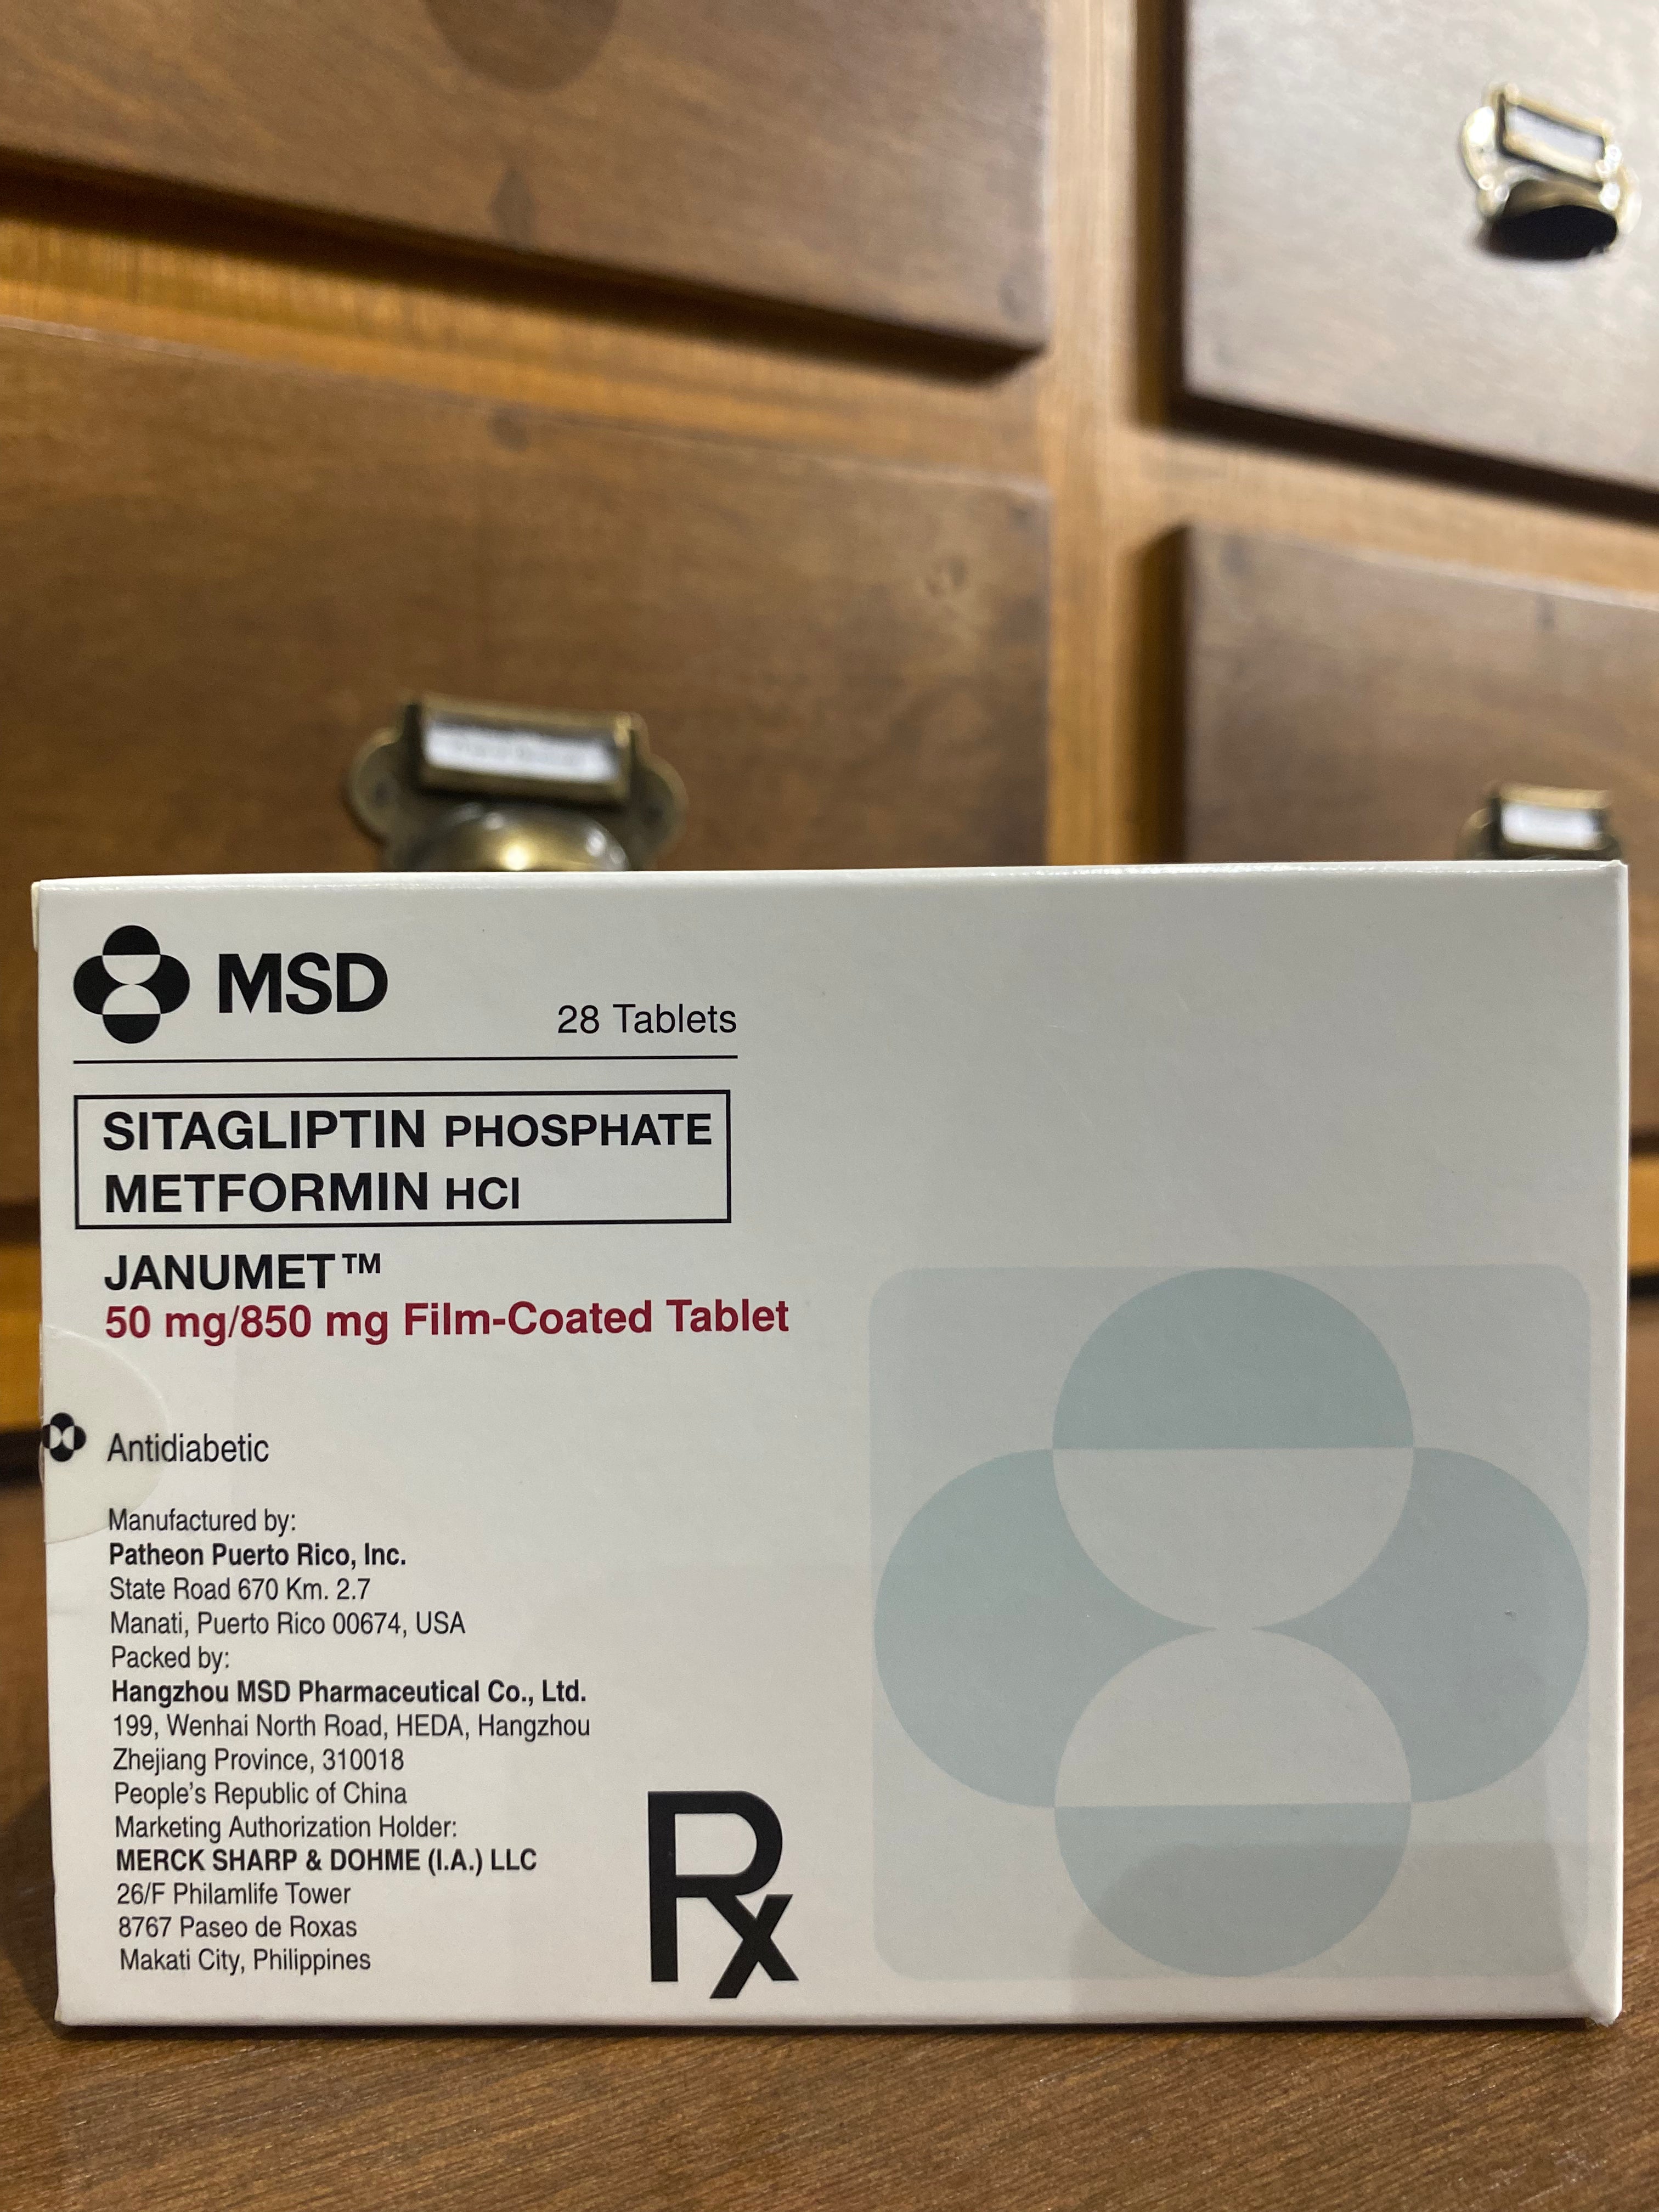 MSD
28 Tablets
SITAGLIPTIN PHOSPHATE
METFORMIN HCl
JANUMET™
50 mg/850 mg Film-Coated Tablet
Antidiabetic
Manufactured by:
Patheon Puerto Rico, Inc.
State Road 670 Km. 2.7
Manati, Puerto Rico 00674, USA
Packed by:
Hangzhou MSD Pharmaceutical Co., Ltd.
199, Wenhai North Road, HEDA, Hangzhou
Zhejiang Province, 310018
People's Republic of China
Marketing Authorization Holder:
MERCK SHARP & DOHME (I.A.) LLC
26/F Philamlife Tower
8767 Paseo de Roxas
Makati City, Philippines
Rx